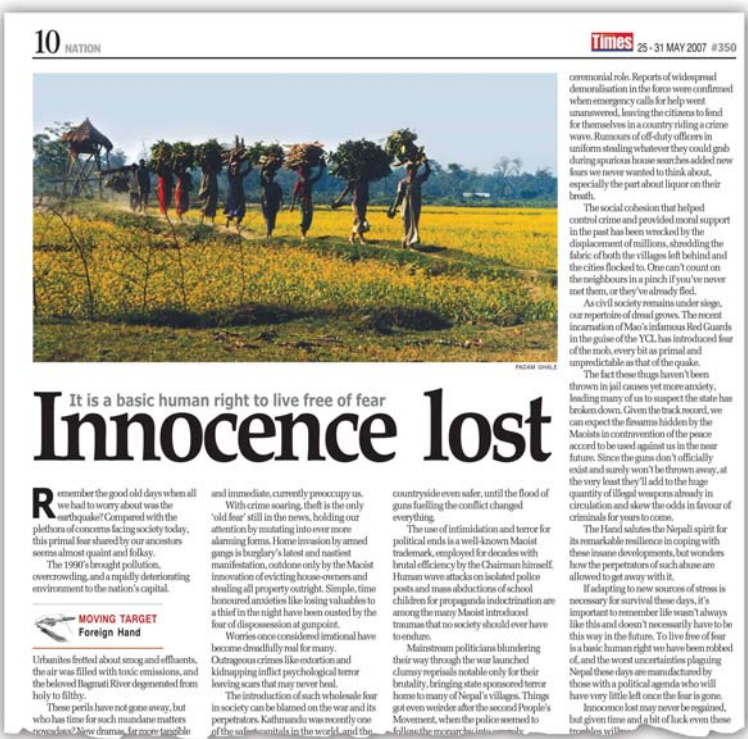 10 NATION
Times 25 - 31 MAY 2007 #350
PADAM GHALE
It is a basic human right to live free of fear
Innocence lost
Remember the good old days when all
we had to worry about was the
earthquake? Compared with the
plethora of concerns facing society today,
this primal fear shared by our ancestors
seems almost quaint and folksy.
The 1990's brought pollution,
overcrowding, and a rapidly deteriorating
environment to the nation's capital.
MOVING TARGET
Foreign Hand
Urbanites fretted about smog and effluents,
the air was filled with toxic emissions, and
the beloved Bagmati River degenerated from
holy to filthy.
These perils have not gone away, but
who has time for such mundane matters
nowadays? New dramas, far more tangible
and immediate, currently preoccupy us.
With crime soaring, theft is the only
'old fear' still in the news, holding our
attention by mutating into ever more
alarming forms. Home invasion by armed
gangs is burglary's latest and nastiest
manifestation, outdone only by the Maoist
innovation of evicting house-owners and
stealing all property outright. Simple, time
honoured anxieties like losing valuables to
a thief in the night have been ousted by the
fear of dispossession at gunpoint.
Worries once considered irrational have
become dreadfully real for many.
Outrageous crimes like extortion and
kidnapping inflict psychological terror
leaving scars that may never heal.
The introduction of such wholesale fear
in society can be blamed on the war and its
perpetrators. Kathmandu was recently one
of the safest capitals in the world, and the
countryside even safer, until the flood of
guns fuelling the conflict changed
everything.
The use of intimidation and terror for
political ends is a well-known Maoist
trademark, employed for decades with
brutal efficiency by the Chairman himself.
Human wave attacks on isolated police
posts and mass abductions of school
children for propaganda indoctrination are
among the many Maoist introduced
traumas that no society should ever have
to endure.
Mainstream politicians blundering
their way through the war launched
clumsy reprisals notable only for their
brutality, bringing state sponsored terror
home to many of Nepal's villages. Things
got even weirder after the second People's
Movement, when the police seemed to
follow the monarchy into
ceremonial role. Reports of widespread
demoralisation in the force were confirmed
when emergency calls for help went
unanswered, leaving the citizens to fend
for themselves in a country riding a crime
wave. Rumours of off-duty officers in
uniform stealing whatever they could grab
during spurious house searches added new
fears we never wanted to think about,
especially the part about liquor on their
breath.
The social cohesion that helped
control crime and provided moral support
in the past has been wrecked by the
displacement of millions, shredding the
fabric of both the villages left behind and
the cities flocked to. One can't count on
the neighbours in a pinch if you've never
met them, or they've already fled.
As civil society remains under siege,
our repertoire of dread grows. The recent
incarnation of Mao's infamous Red Guards
in the guise of the YCL has introduced fear
of the mob, every bit as primal and
unpredictable as that of the quake.
The fact these thugs haven't been
thrown in jail causes yet more anxiety,
leading many of us to suspect the state has
broken down. Given the track record, we
can expect the firearms hidden by the
Maoists in contravention of the peace
accord to be used against us in the near
future. Since the guns don't officially
exist and surely won't be thrown away, at
the very least they'll add to the huge
quantity of illegal weapons already in
circulation and skew the odds in favour of
criminals for years to come.
The Hand salutes the Nepali spirit for
its remarkable resilience in coping with
these insane developments, but wonders
how the perpetrators of such abuse are
allowed to get away with it.
If adapting to new sources of stress is
necessary for survival these days, it's
important to remember life wasn't always
like this and doesn't necessarily have to be
this way in the future. To live free of fear
is a basic human right we have been robbed
of, and the worst uncertainties plaguing
Nepal these days are manufactured by
those with a political agenda who will
have very little left once the fear is gone.
Innocence lost may never be regained,
but given time and a bit of luck even these
troubles will